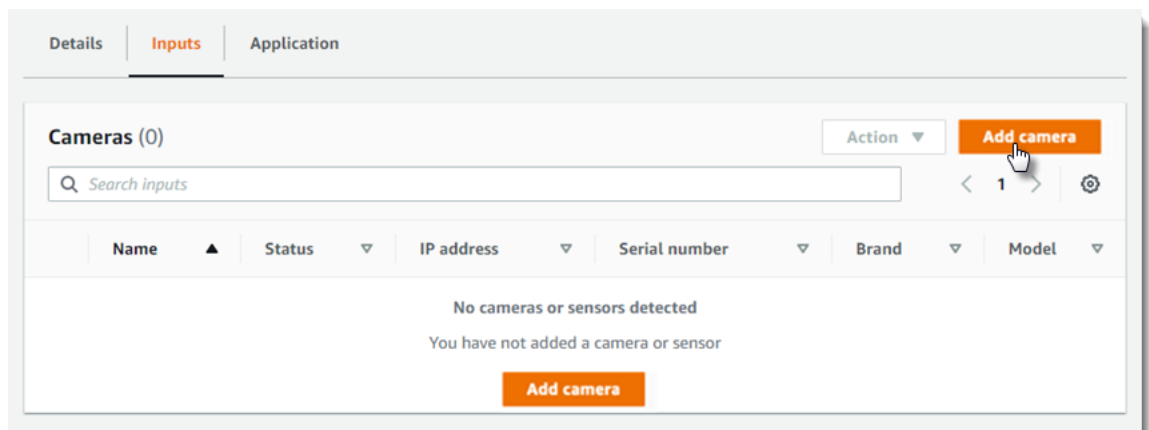 Details Inputs Application
Cameras (0) Action Add camera
Search inputs 1
Name Status IP address Serial number Brand Model
No cameras or sensors detected
You have not added a camera or sensor
Add camera